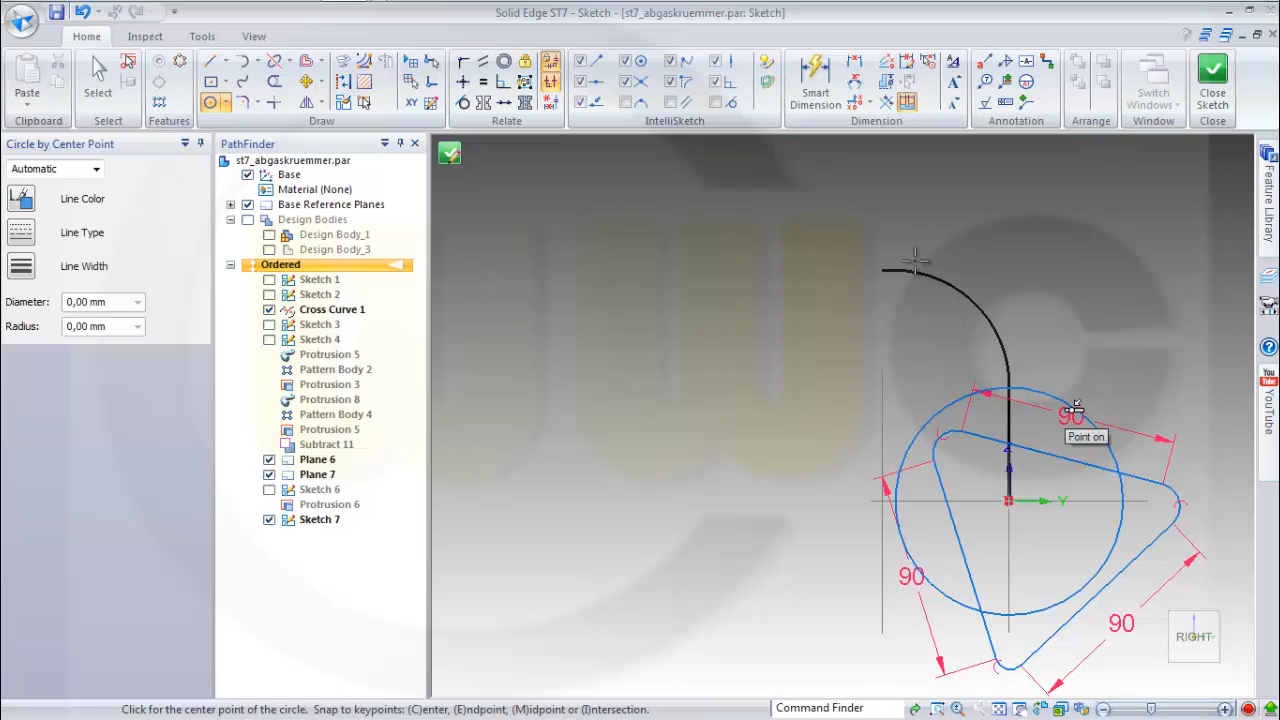 Solid Edge ST7 - Sketch - [st7_abgaskruemmer.par: Sketch]
Home Inspect Tools View
Paste Select Smart Dimension Switch Windows Close Sketch
Clipboard Select Features Draw Relate IntelliSketch Dimension Annotation Arrange Window Close
Circle by Center Point
Automatic
Line Color
Line Type
Line Width
Diameter: 0,00 mm
Radius: 0,00 mm
PathFinder
st7_abgaskruemmer.par
Base
Material (None)
Base Reference Planes
Design Bodies
Design Body_1
Design Body_3
Ordered
Sketch 1
Sketch 2
Cross Curve 1
Sketch 3
Sketch 4
Protrusion 5
Pattern Body 2
Protrusion 3
Protrusion 8
Pattern Body 4
Protrusion 5
Subtract 11
Plane 6
Plane 7
Sketch 6
Protrusion 6
Sketch 7
90
Point on
Z
Y
90
90
RIGHT
Feature Library
YouTube
Click for the center point of the circle. Snap to keypoints: (C)enter, (E)ndpoint, (M)idpoint or (I)ntersection.
Command Finder